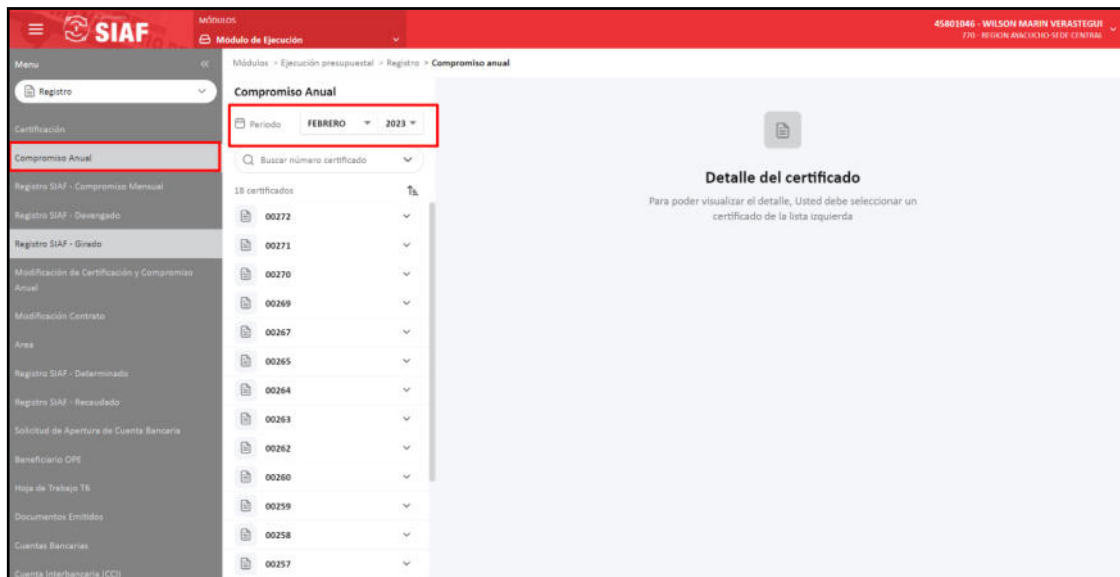 SIAF
MÓDULOS
Módulo de Ejecución
45801046 - WILSON MARIN VERASTEGUI
770 - REGION AYACUCHO-SEDE CENTRAL
Menu
Registro
Certificación
Compromiso Anual
Registro SIAF - Compromiso Mensual
Registro SIAF - Devengado
Registro SIAF - Girado
Modificación de Certificación y Compromiso
Anual
Modificación Contrato
Area
Registro SIAF - Determinado
Registro SIAF - Recaudado
Solicitud de Apertura de Cuenta Bancaria
Beneficiario OPE
Hoja de Trabajo T6
Documentos Emitidos
Cuentas Bancarias
Cuenta Interbancaria (CCI)
Módulos > Ejecución presupuestal > Registro > Compromiso anual
Compromiso Anual
Periodo FEBRERO 2023
Buscar número certificado
18 certificados
00272
00271
00270
00269
00267
00265
00264
00263
00262
00260
00259
00258
00257
Detalle del certificado
Para poder visualizar el detalle, Usted debe seleccionar un
certificado de la lista izquierda